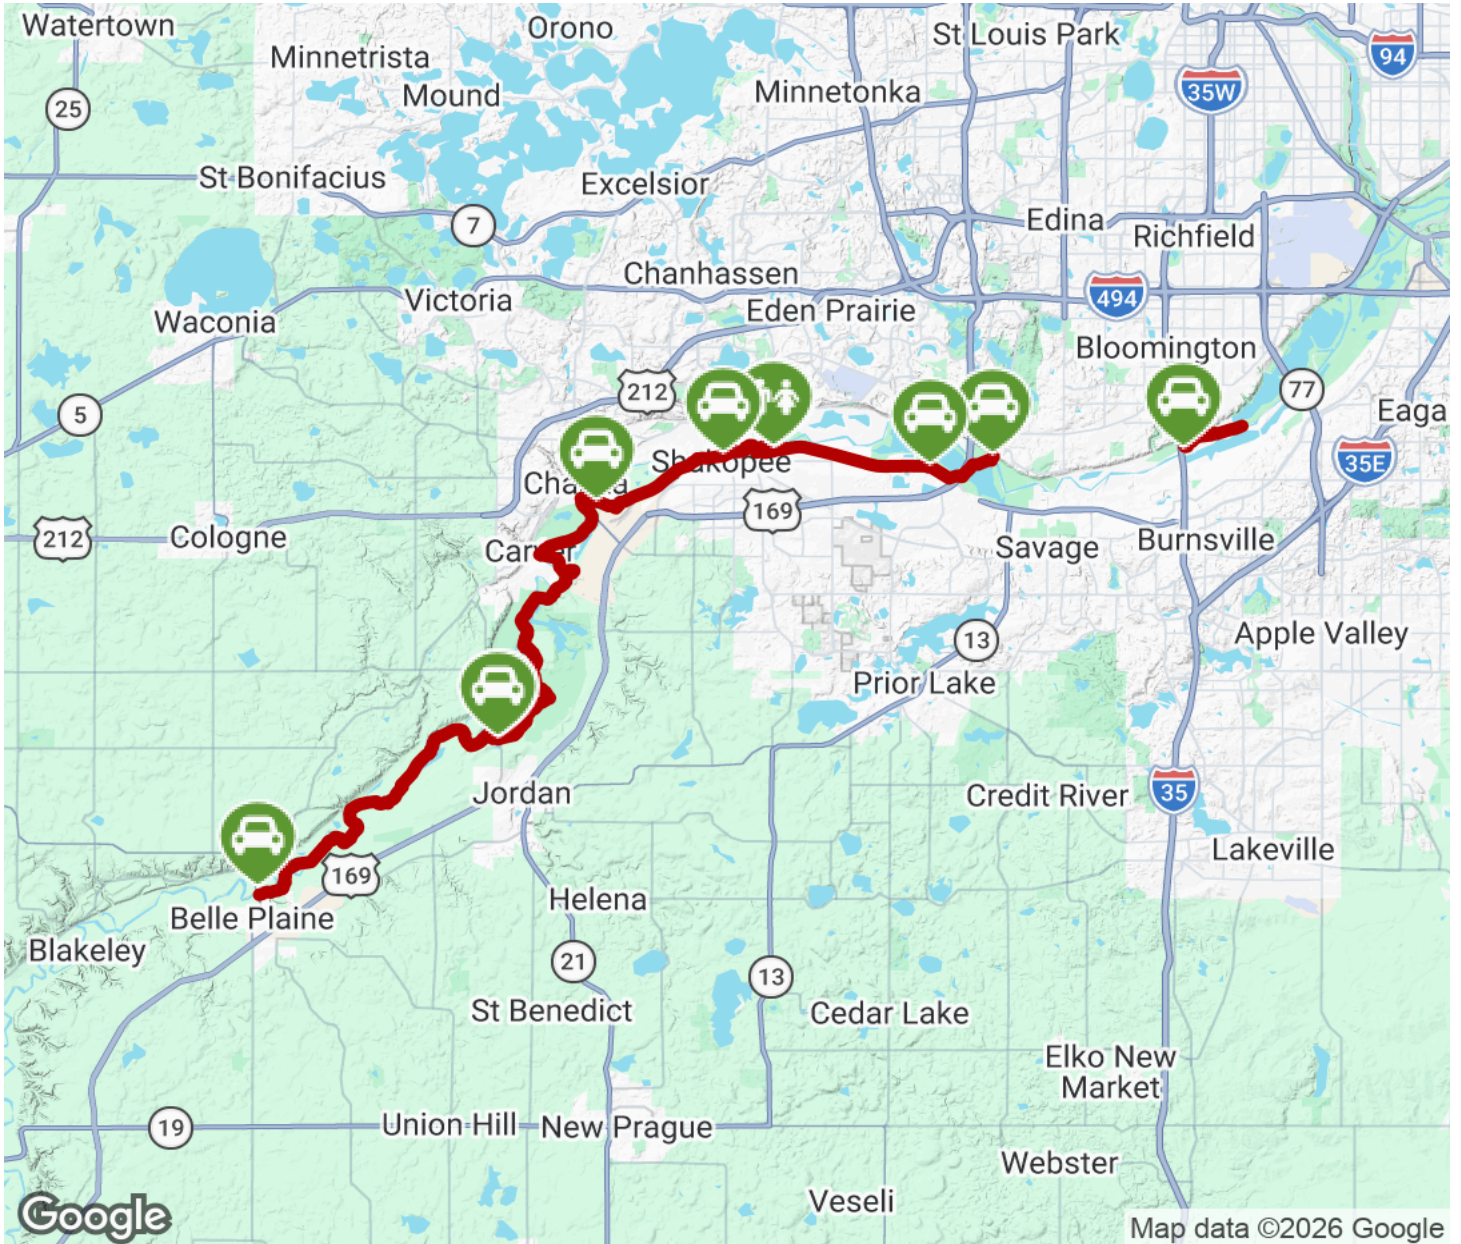 Watertown
Orono
St Louis Park
Minnetrista
94
Mound
Minnetonka
35W
25
St Bonifacius
Excelsior
7
Edina
Richfield
Chanhassen
494
Victoria
Eden Prairie
Waconia
Bloomington
212
77
5
Eaga
Shakopee
35E
Cha
a
169
212
Cologne
Carver
Savage
Burnsville
13
Apple Valley
Prior Lake
Jordan
Credit River
35
Lakeville
169
Helena
Belle Plaine
Blakeley
21
13
St Benedict
Cedar Lake
Elko New
Market
19
Union Hill
New Prague
Webster
Veseli
Google
Map data ©2026 Google